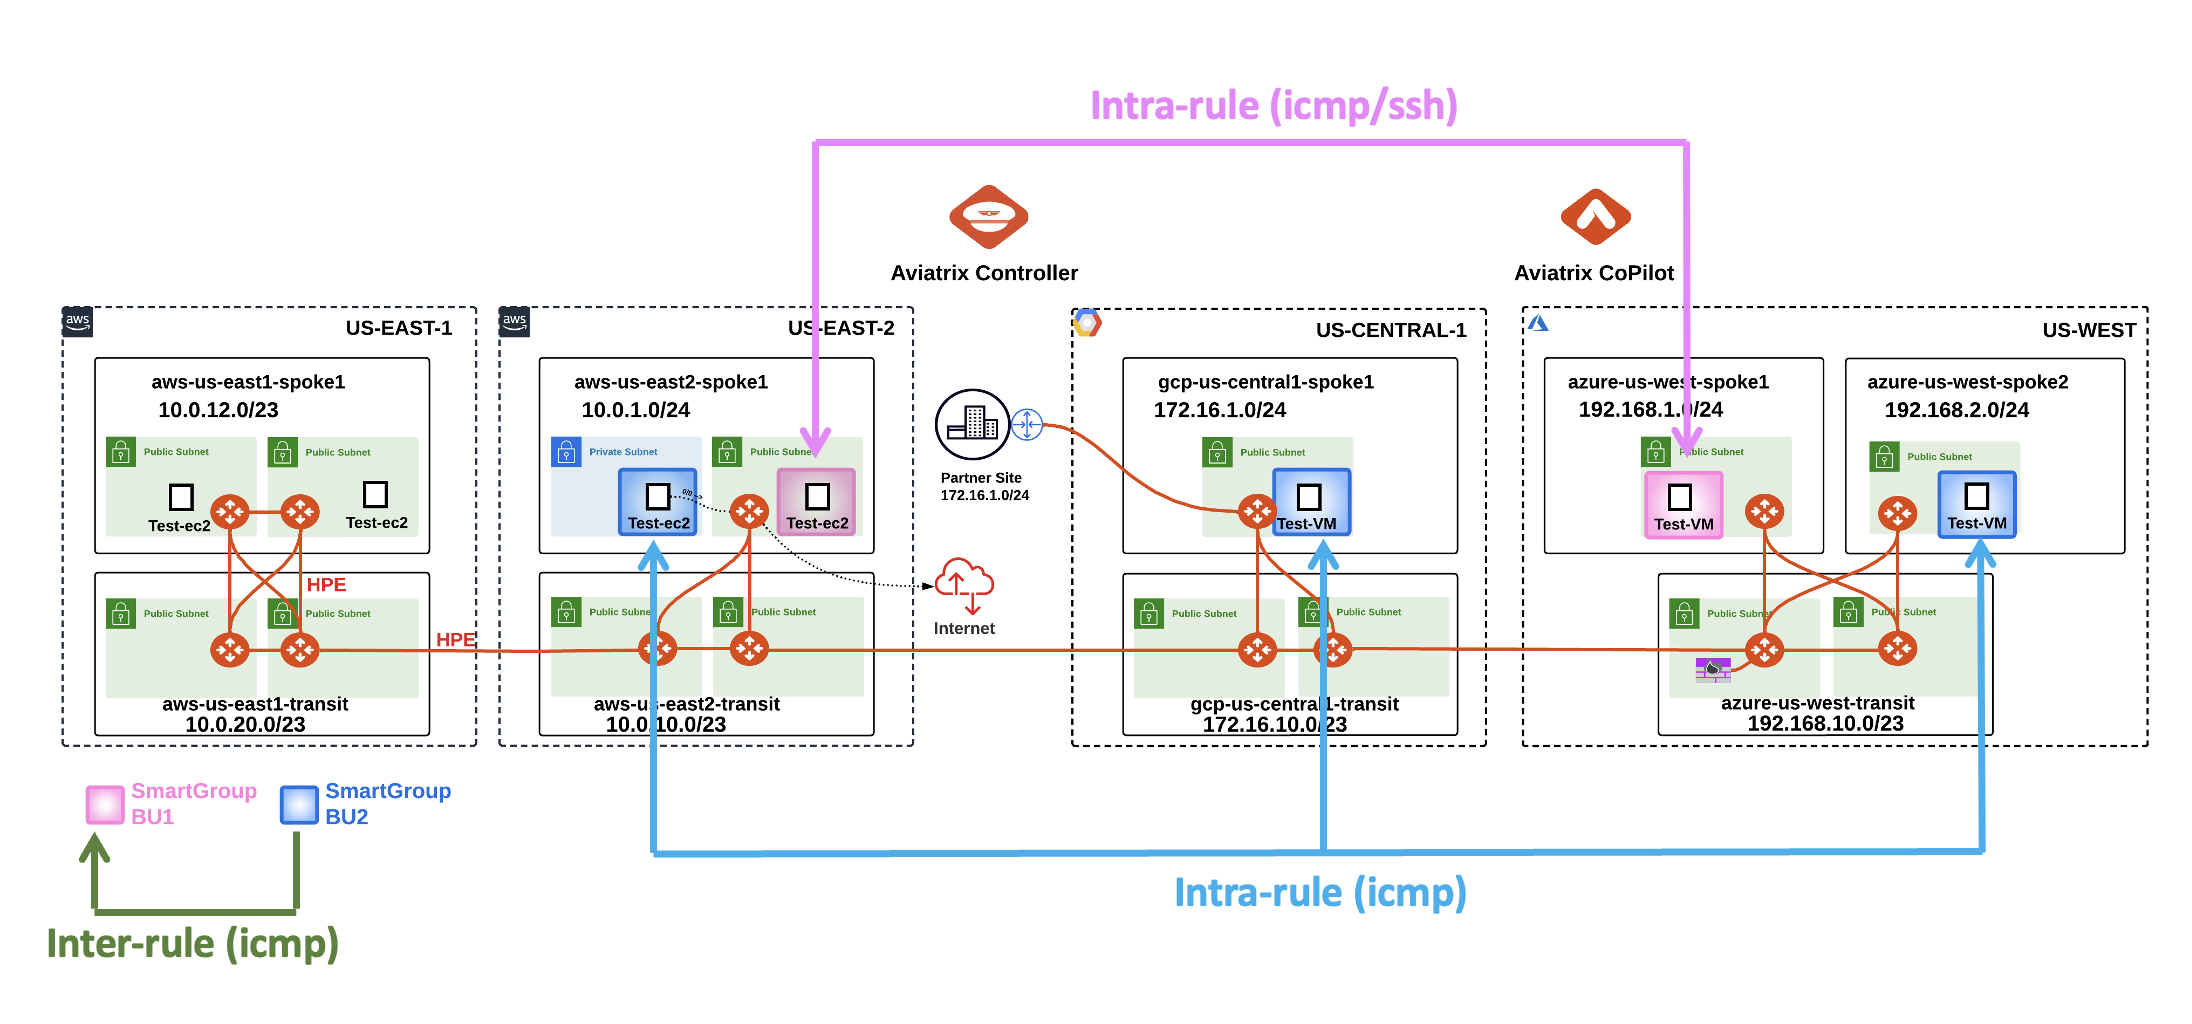 Intra-rule (icmp/ssh)
Aviatrix Controller
Aviatrix CoPilot
aws
US-EAST-1
aws-us-east1-spoke1
10.0.12.0/23
Public Subnet
Public Subnet
Test-ec2
Test-ec2
HPE
Public Subnet
Public Subnet
HPE
aws-us-east1-transit
10.0.20.0/23
aws
US-EAST-2
aws-us-east2-spoke1
10.0.1.0/24
Private Subnet
Public Subnet
0/0
Test-ec2
Test-ec2
Public Subnet
Public Subnet
aws-us-east2-transit
10.0.10.0/23
Partner Site
172.16.1.0/24
Internet
US-CENTRAL-1
gcp-us-central1-spoke1
172.16.1.0/24
Public Subnet
Test-VM
Public Subnet
Public Subnet
gcp-us-central1-transit
172.16.10.0/23
US-WEST
azure-us-west-spoke1
192.168.1.0/24
Public Subnet
Test-VM
azure-us-west-spoke2
192.168.2.0/24
Public Subnet
Test-VM
Public Subnet
Public Subnet
azure-us-west-transit
192.168.10.0/23
SmartGroup
BU1
SmartGroup
BU2
Inter-rule (icmp)
Intra-rule (icmp)